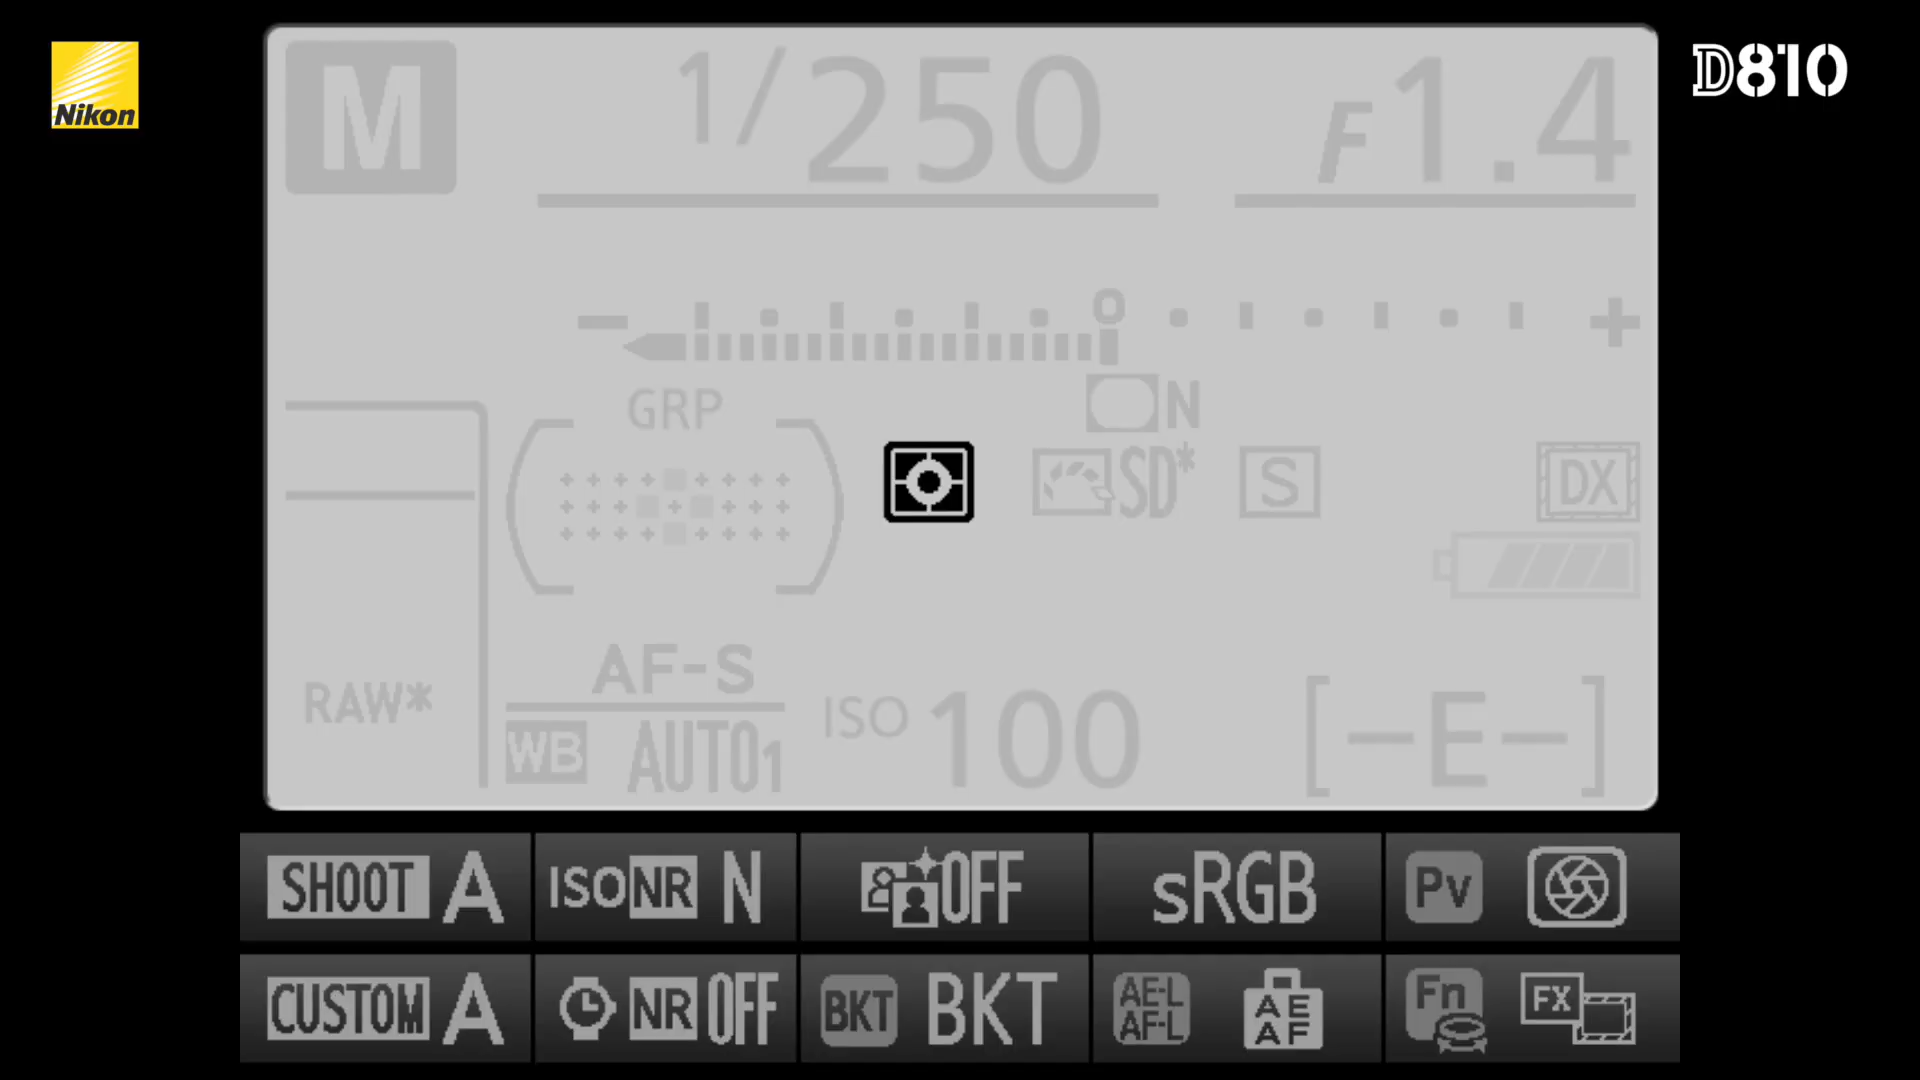 Nikon
D810
M 1/250 F1.4
− 0 +
GRP
N
SD* S DX
AF-S
RAW*
WB AUTO1 ISO 100 [-E-]
SHOOT A ISO NR N OFF sRGB Pv
CUSTOM A NR OFF BKT BKT AE-L AF-L AE AF Fn FX